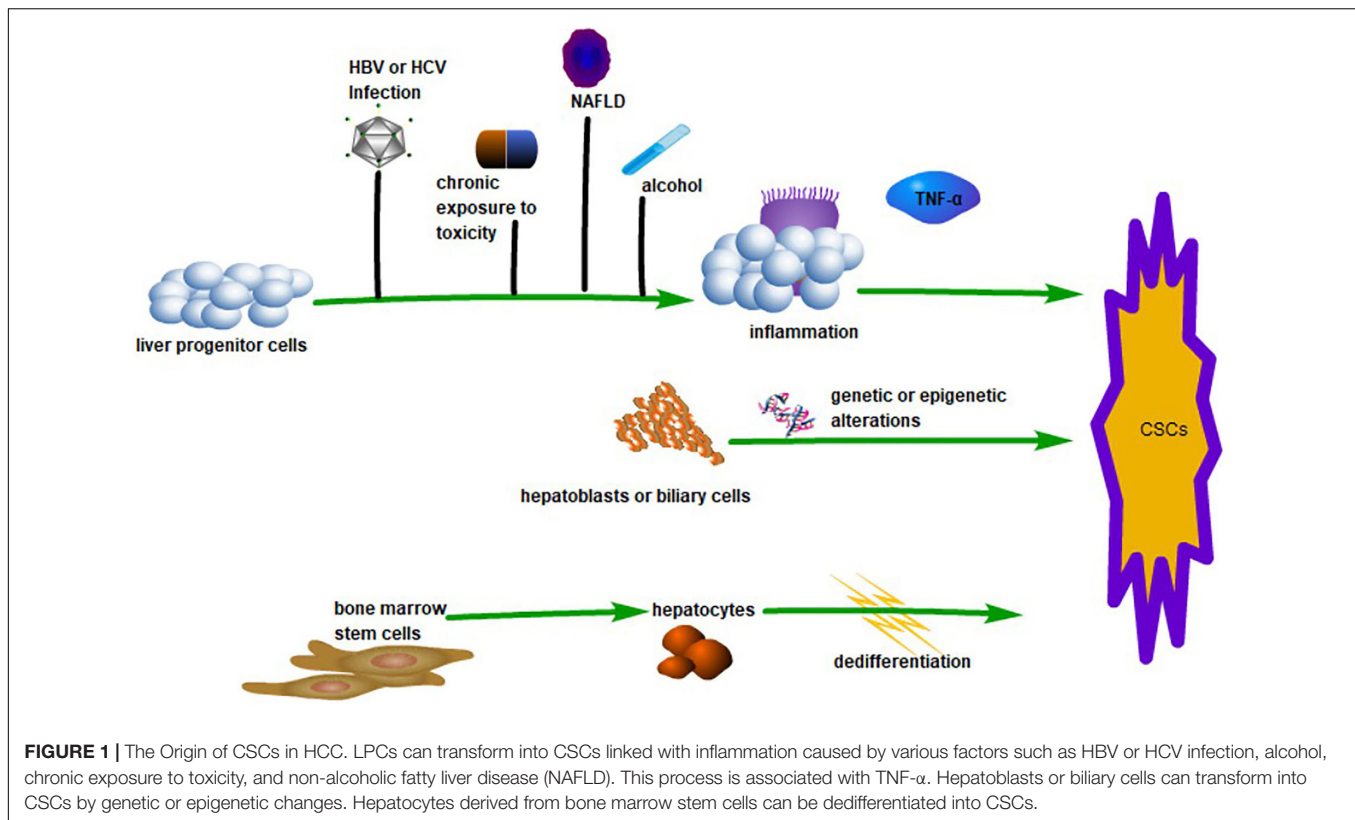 HBV or HCV
Infection
NAFLD
chronic
exposure to
toxicity
alcohol
TNF-α
liver progenitor cells
inflammation
genetic or epigenetic
alterations
CSCs
hepatoblasts or biliary cells
bone marrow
stem cells
hepatocytes
dedifferentiation
FIGURE 1 | The Origin of CSCs in HCC. LPCs can transform into CSCs linked with inflammation caused by various factors such as HBV or HCV infection, alcohol,
chronic exposure to toxicity, and non-alcoholic fatty liver disease (NAFLD). This process is associated with TNF-α. Hepatoblasts or biliary cells can transform into
CSCs by genetic or epigenetic changes. Hepatocytes derived from bone marrow stem cells can be dedifferentiated into CSCs.